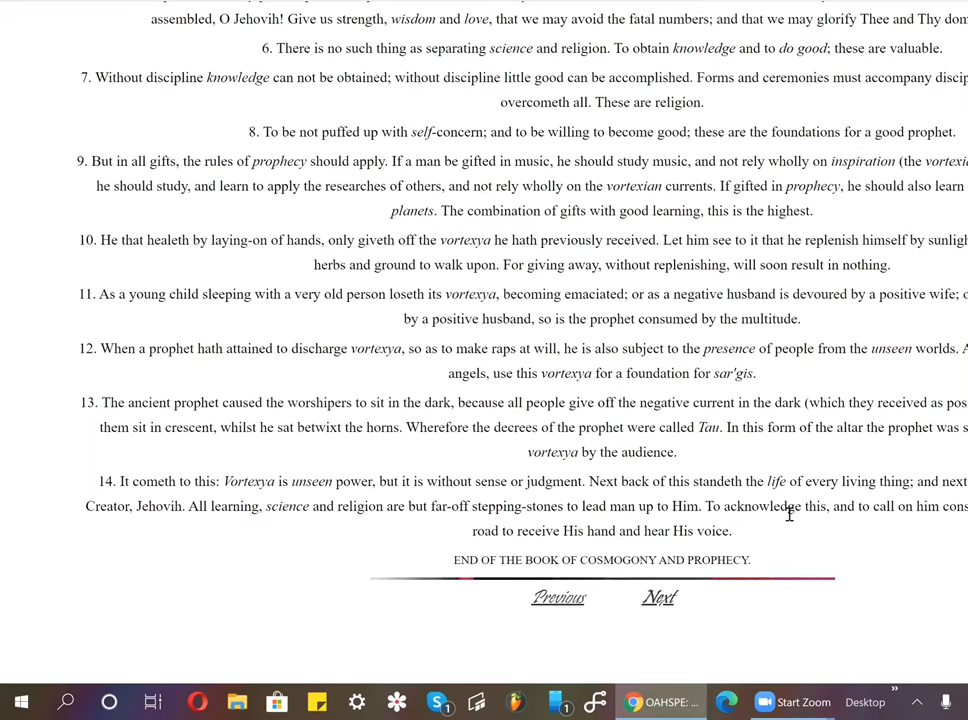 assembled, O Jehovih! Give us strength, wisdom and love, that we may avoid the fatal numbers; and that we may glorify Thee and Thy dom
6. There is no such thing as separating science and religion. To obtain knowledge and to do good; these are valuable.
7. Without discipline knowledge can not be obtained; without discipline little good can be accomplished. Forms and ceremonies must accompany discip
overcometh all. These are religion.
8. To be not puffed up with self-concern; and to be willing to become good; these are the foundations for a good prophet.
9. But in all gifts, the rules of prophecy should apply. If a man be gifted in music, he should study music, and not rely wholly on inspiration (the vortexia
he should study, and learn to apply the researches of others, and not rely wholly on the vortexian currents. If gifted in prophecy, he should also learn
planets. The combination of gifts with good learning, this is the highest.
10. He that healeth by laying-on of hands, only giveth off the vortexya he hath previously received. Let him see to it that he replenish himself by sunligh
herbs and ground to walk upon. For giving away, without replenishing, will soon result in nothing.
11. As a young child sleeping with a very old person loseth its vortexya, becoming emaciated; or as a negative husband is devoured by a positive wife; o
by a positive husband, so is the prophet consumed by the multitude.
12. When a prophet hath attained to discharge vortexya, so as to make raps at will, he is also subject to the presence of people from the unseen worlds. A
angels, use this vortexya for a foundation for sar'gis.
13. The ancient prophet caused the worshipers to sit in the dark, because all people give off the negative current in the dark (which they received as pos
them sit in crescent, whilst he sat betwixt the horns. Wherefore the decrees of the prophet were called Tau. In this form of the altar the prophet was s
vortexya by the audience.
14. It cometh to this: Vortexya is unseen power, but it is without sense or judgment. Next back of this standeth the life of every living thing; and next
Creator, Jehovih. All learning, science and religion are but far-off stepping-stones to lead man up to Him. To acknowledge this, and to call on him cons
road to receive His hand and hear His voice.
END OF THE BOOK OF COSMOGONY AND PROPHECY.
Previous Next
1 1 OAHSPE: ... Start Zoom Desktop